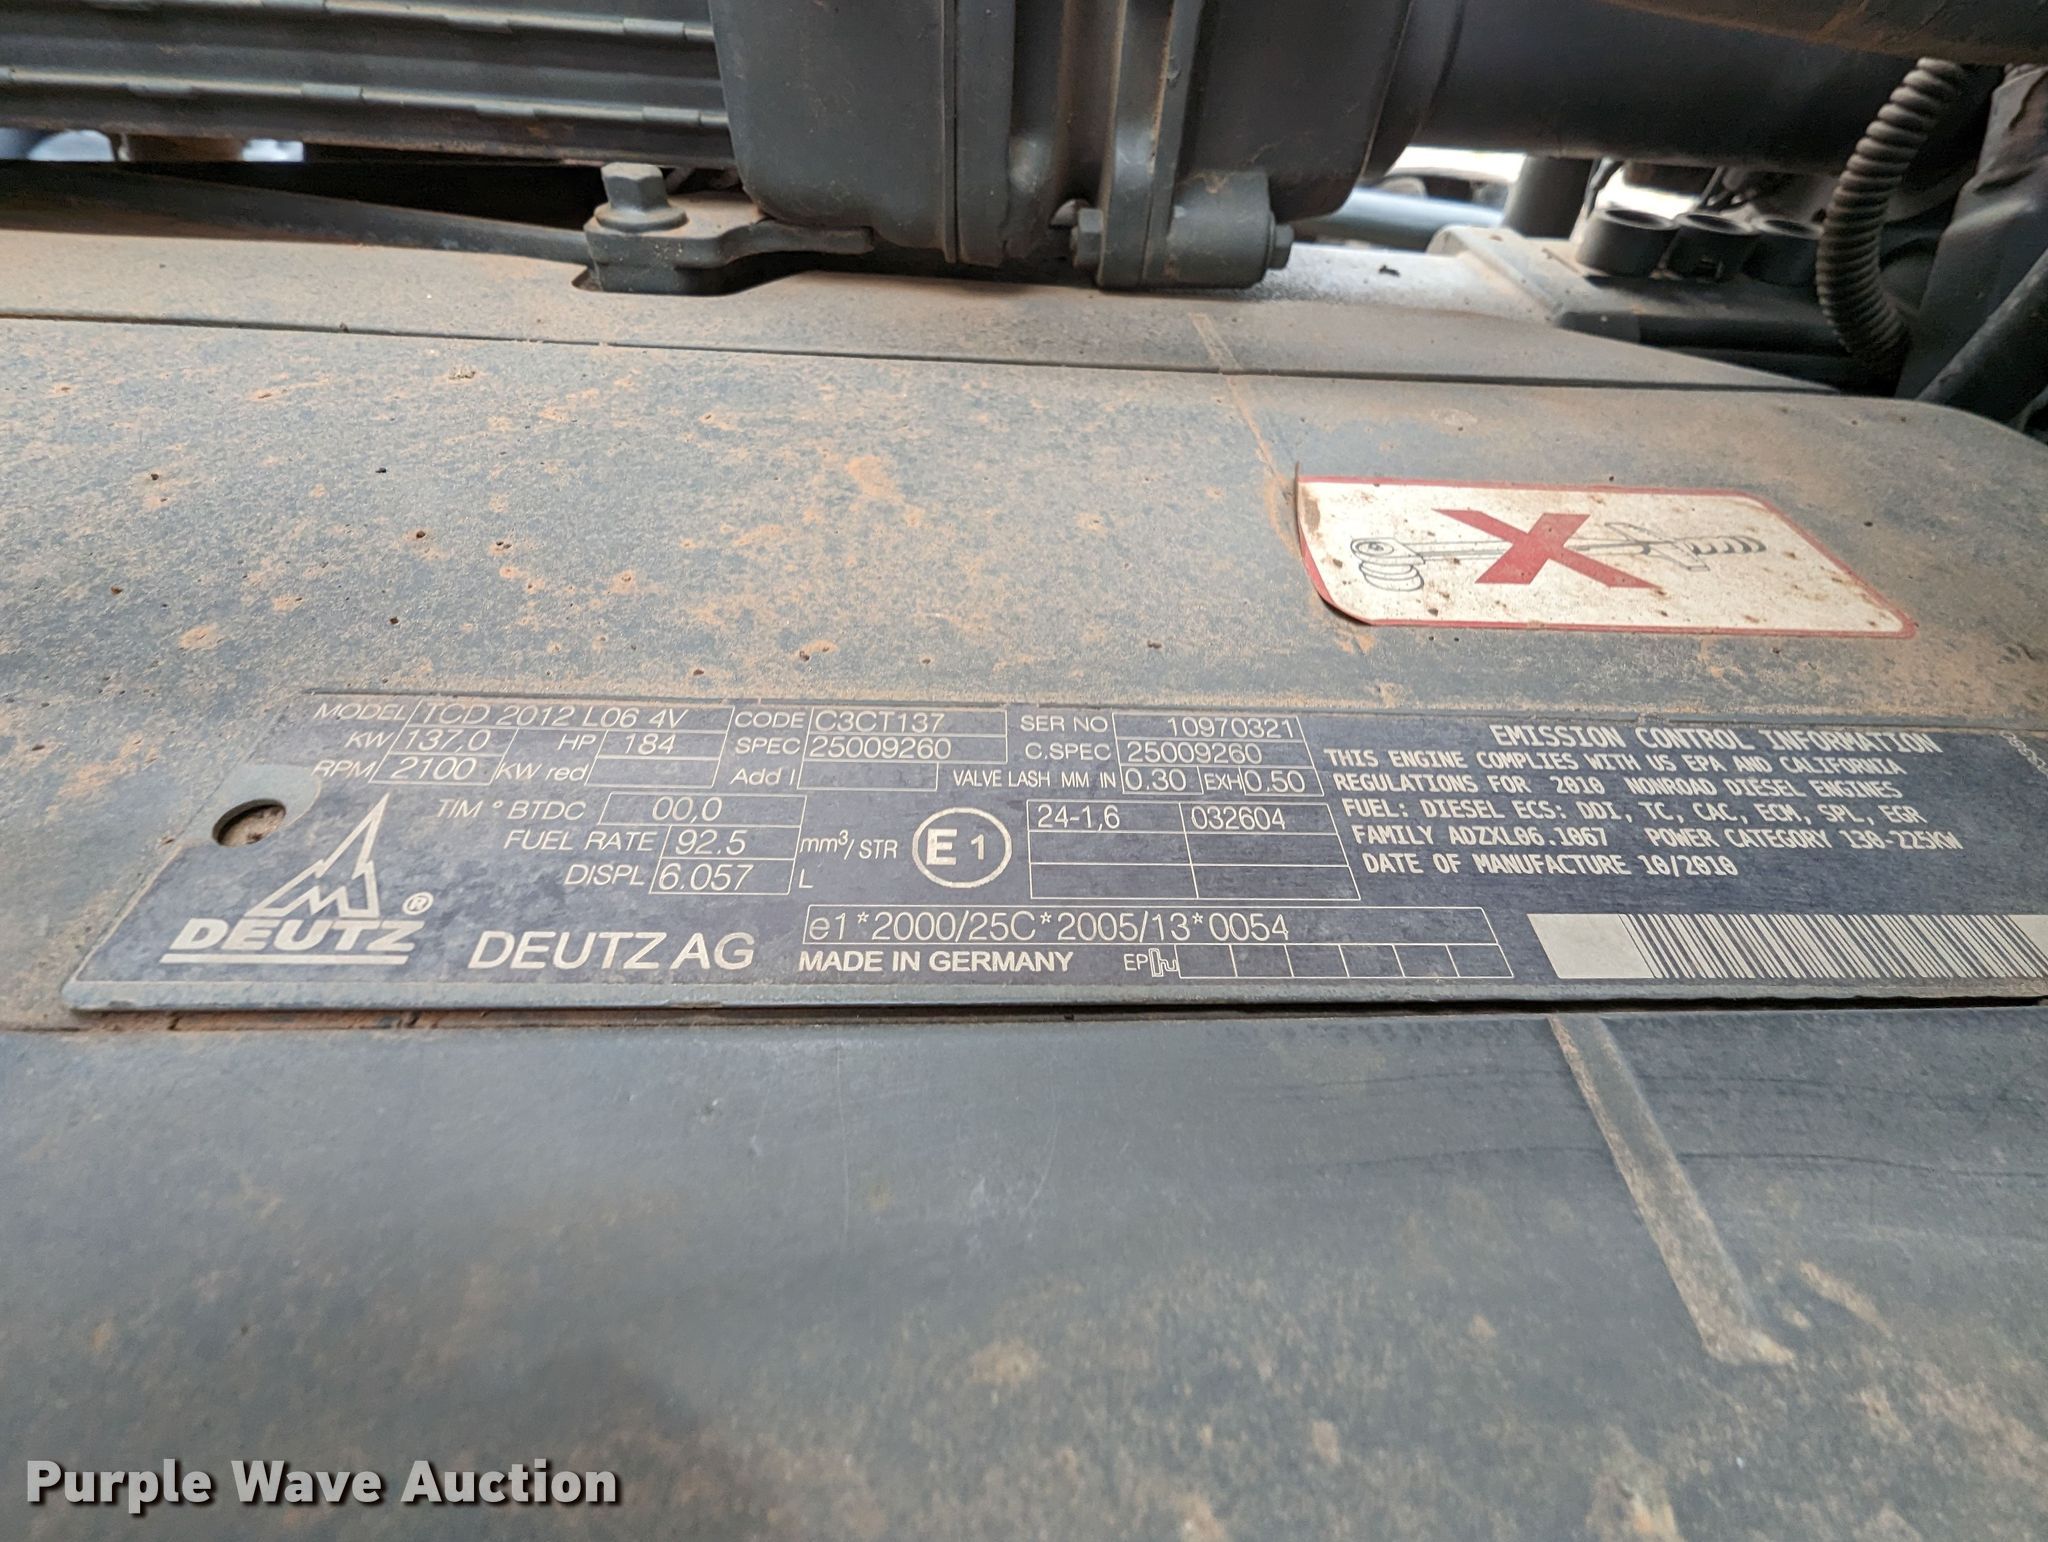 MODEL TCD 2012 L06 4V CODE C3CT137 SER NO 10970321
KW 137,0 HP 184 SPEC 25009260 C.SPEC 25009260
RPM 2100 KW red Add I VALVE LASH MM IN 0.30 EXH 0.50
TIM ° BTDC 00,0
FUEL RATE 92.5 mm³/STR
DISPL 6.057 L
E 1
24-1,6 032604
EMISSION CONTROL INFORMATION
THIS ENGINE COMPLIES WITH US EPA AND CALIFORNIA
REGULATIONS FOR 2010 NONROAD DIESEL ENGINES
FUEL: DIESEL ECS: DDI, TC, CAC, ECM, SPL, EGR
FAMILY ADZXL06.1067 POWER CATEGORY 130-225KW
DATE OF MANUFACTURE 10/2010
DEUTZ ®
DEUTZ AG
e1*2000/25C*2005/13*0054
MADE IN GERMANY EP
Purple Wave Auction